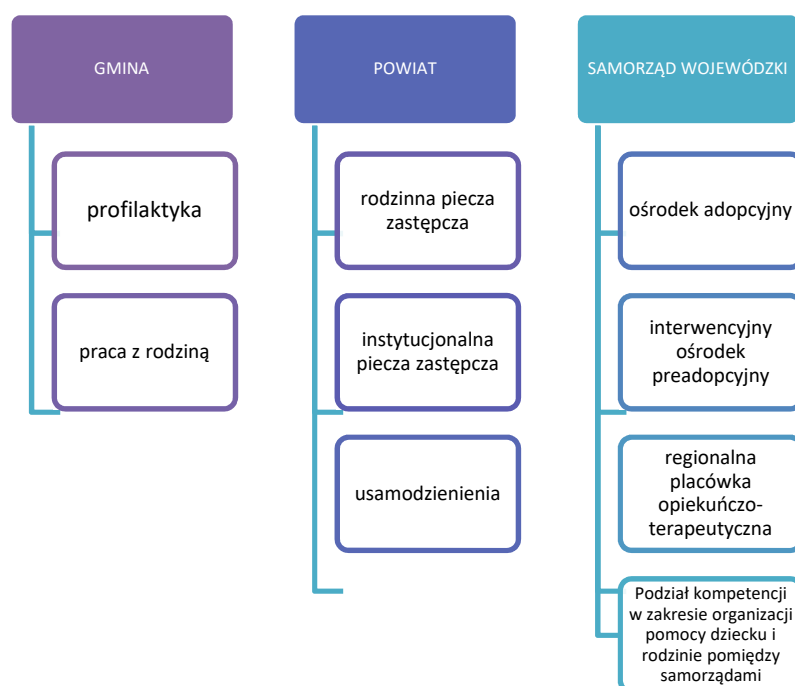 GMINA
profilaktyka
praca z rodziną
POWIAT
rodzinna piecza
zastępcza
instytucjonalna
piecza zastępcza
usamodzienienia
SAMORZĄD WOJEWÓDZKI
ośrodek adopcyjny
interwencyjny
ośrodek
preadopcyjny
regionalna
placówka
opiekuńczo-
terapeutyczna
Podział kompetencji
w zakresie organizacji
pomocy dziecku i
rodzinie pomiędzy
samorządami